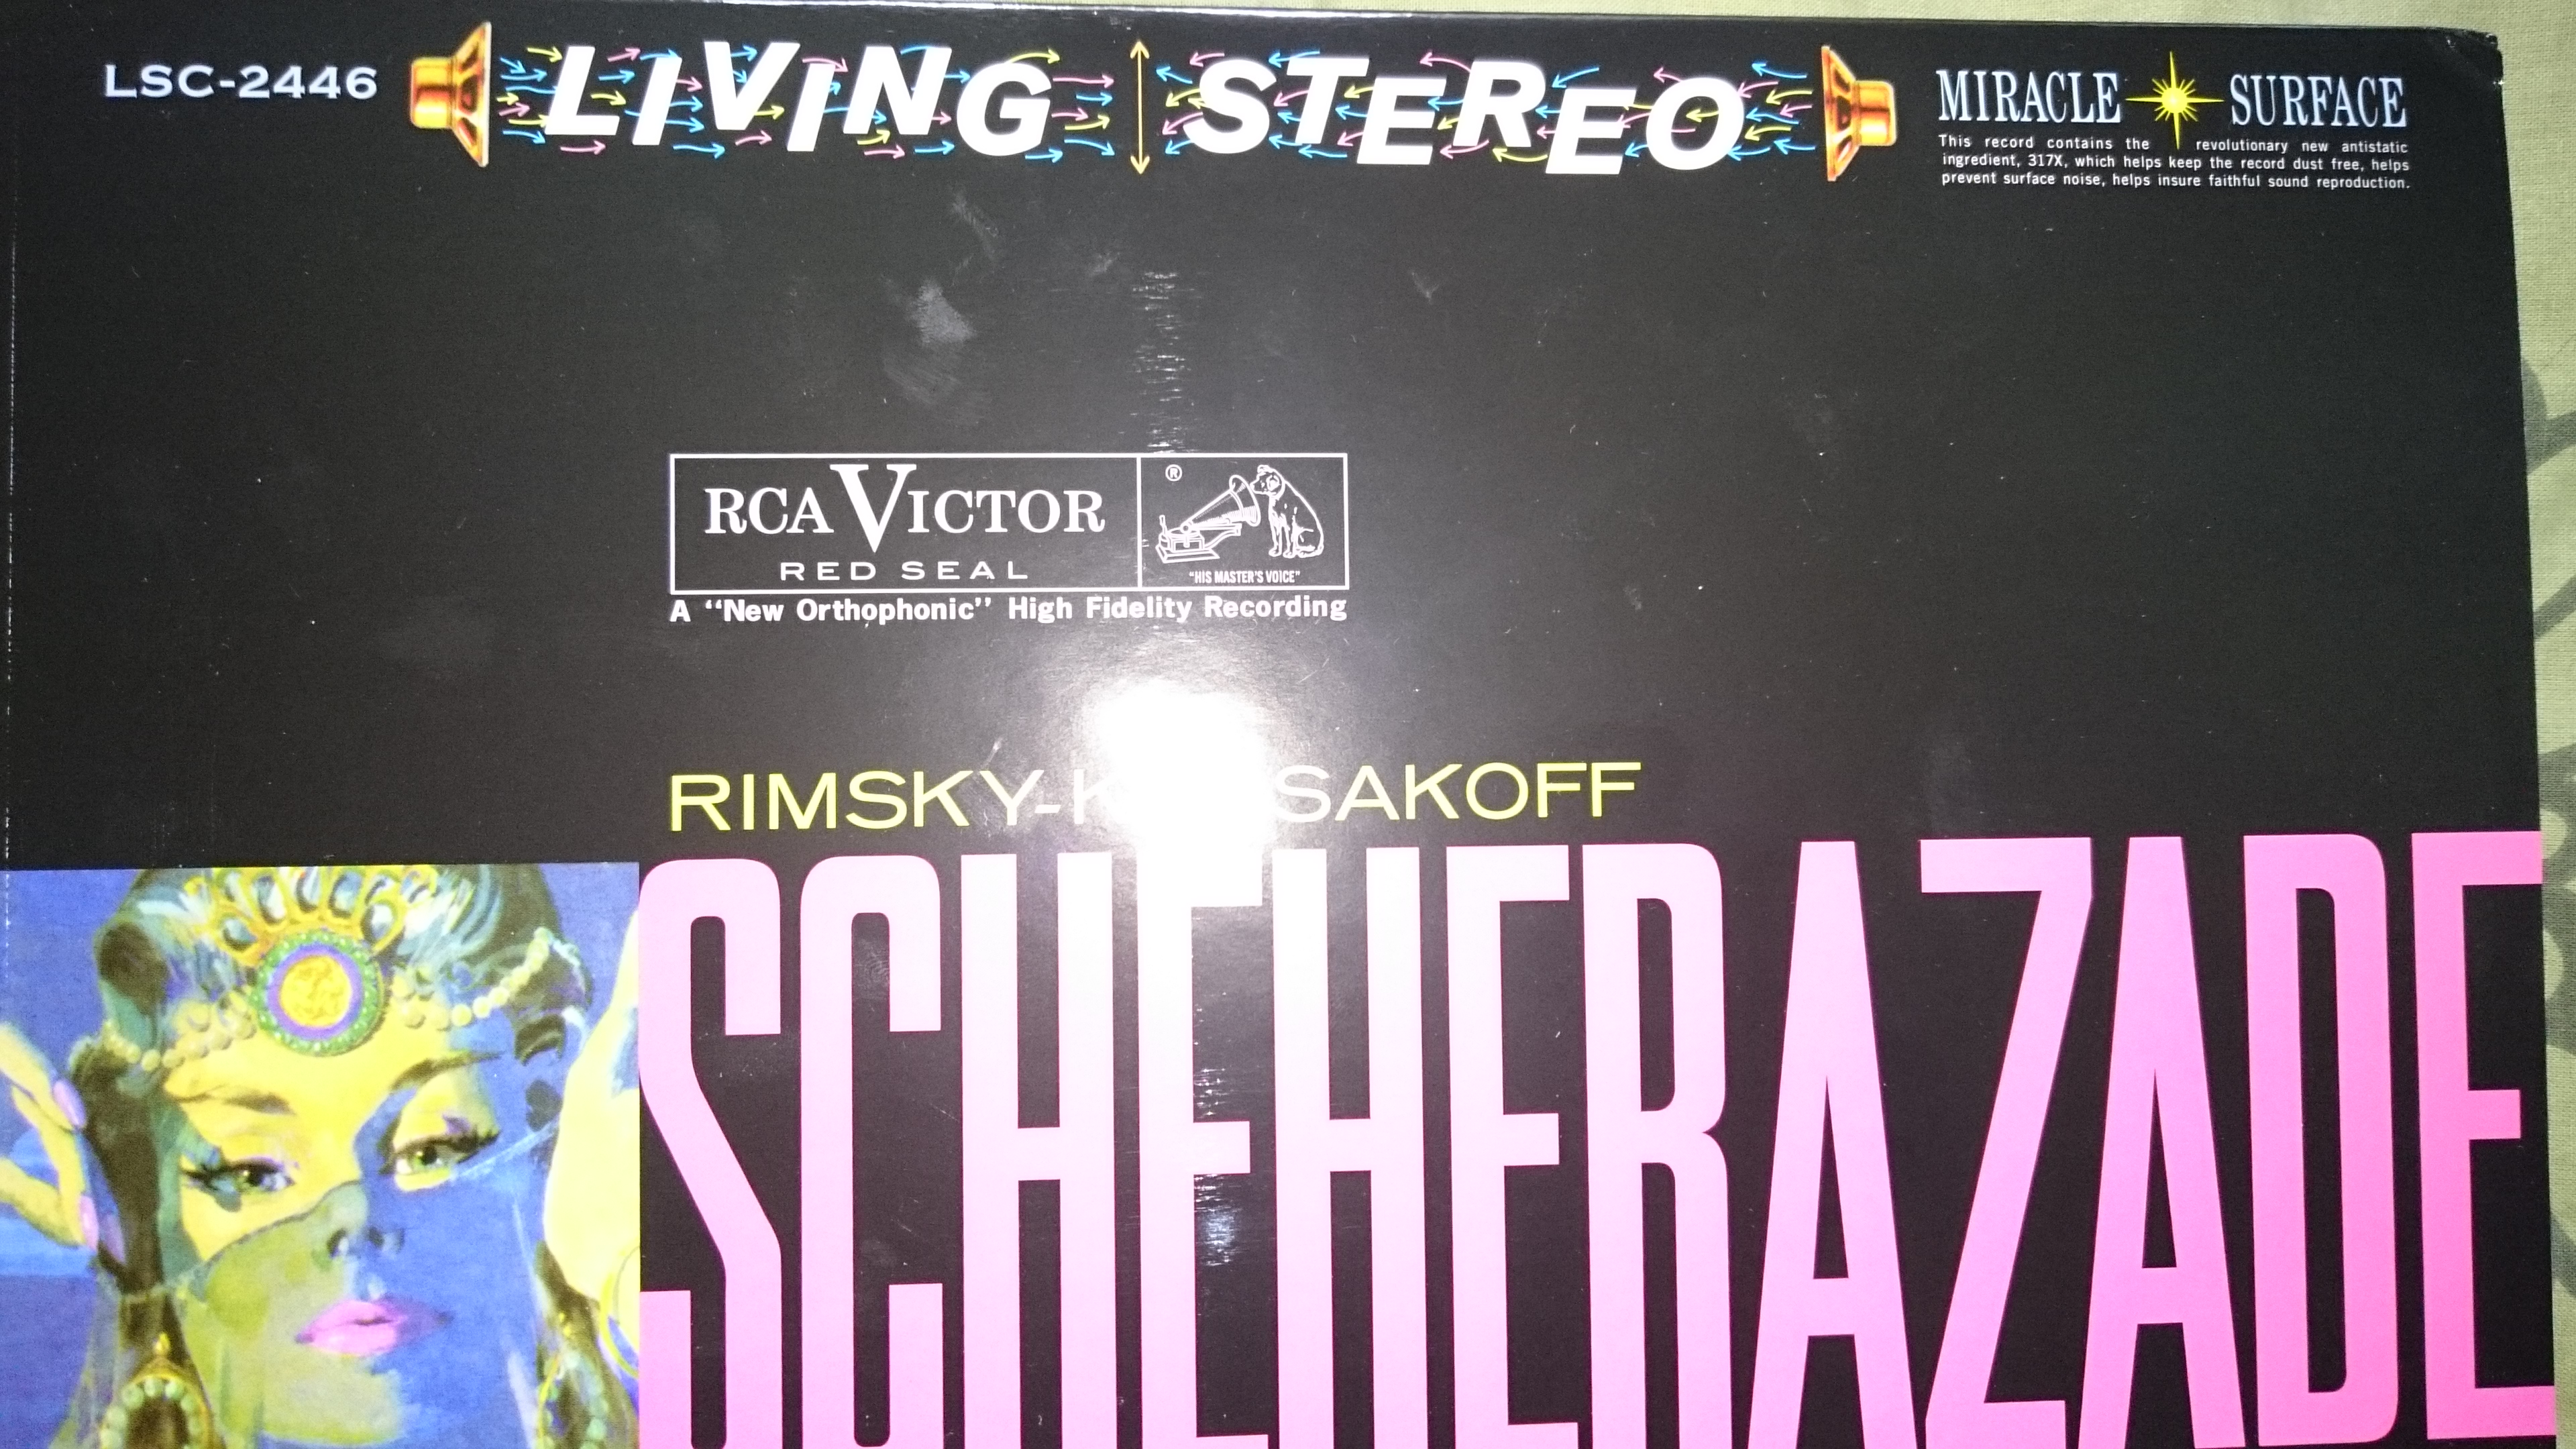 LSC-2446 LIVING STEREO MIRACLE SURFACE
This record contains the revolutionary new antistatic
ingredient, 317X, which helps keep the record dust free, helps
prevent surface noise, helps insure faithful sound reproduction.
RCA VICTOR ®
RED SEAL "HIS MASTER'S VOICE"
A "New Orthophonic" High Fidelity Recording
RIMSKY-K SAKOFF
SCHEHERAZADE